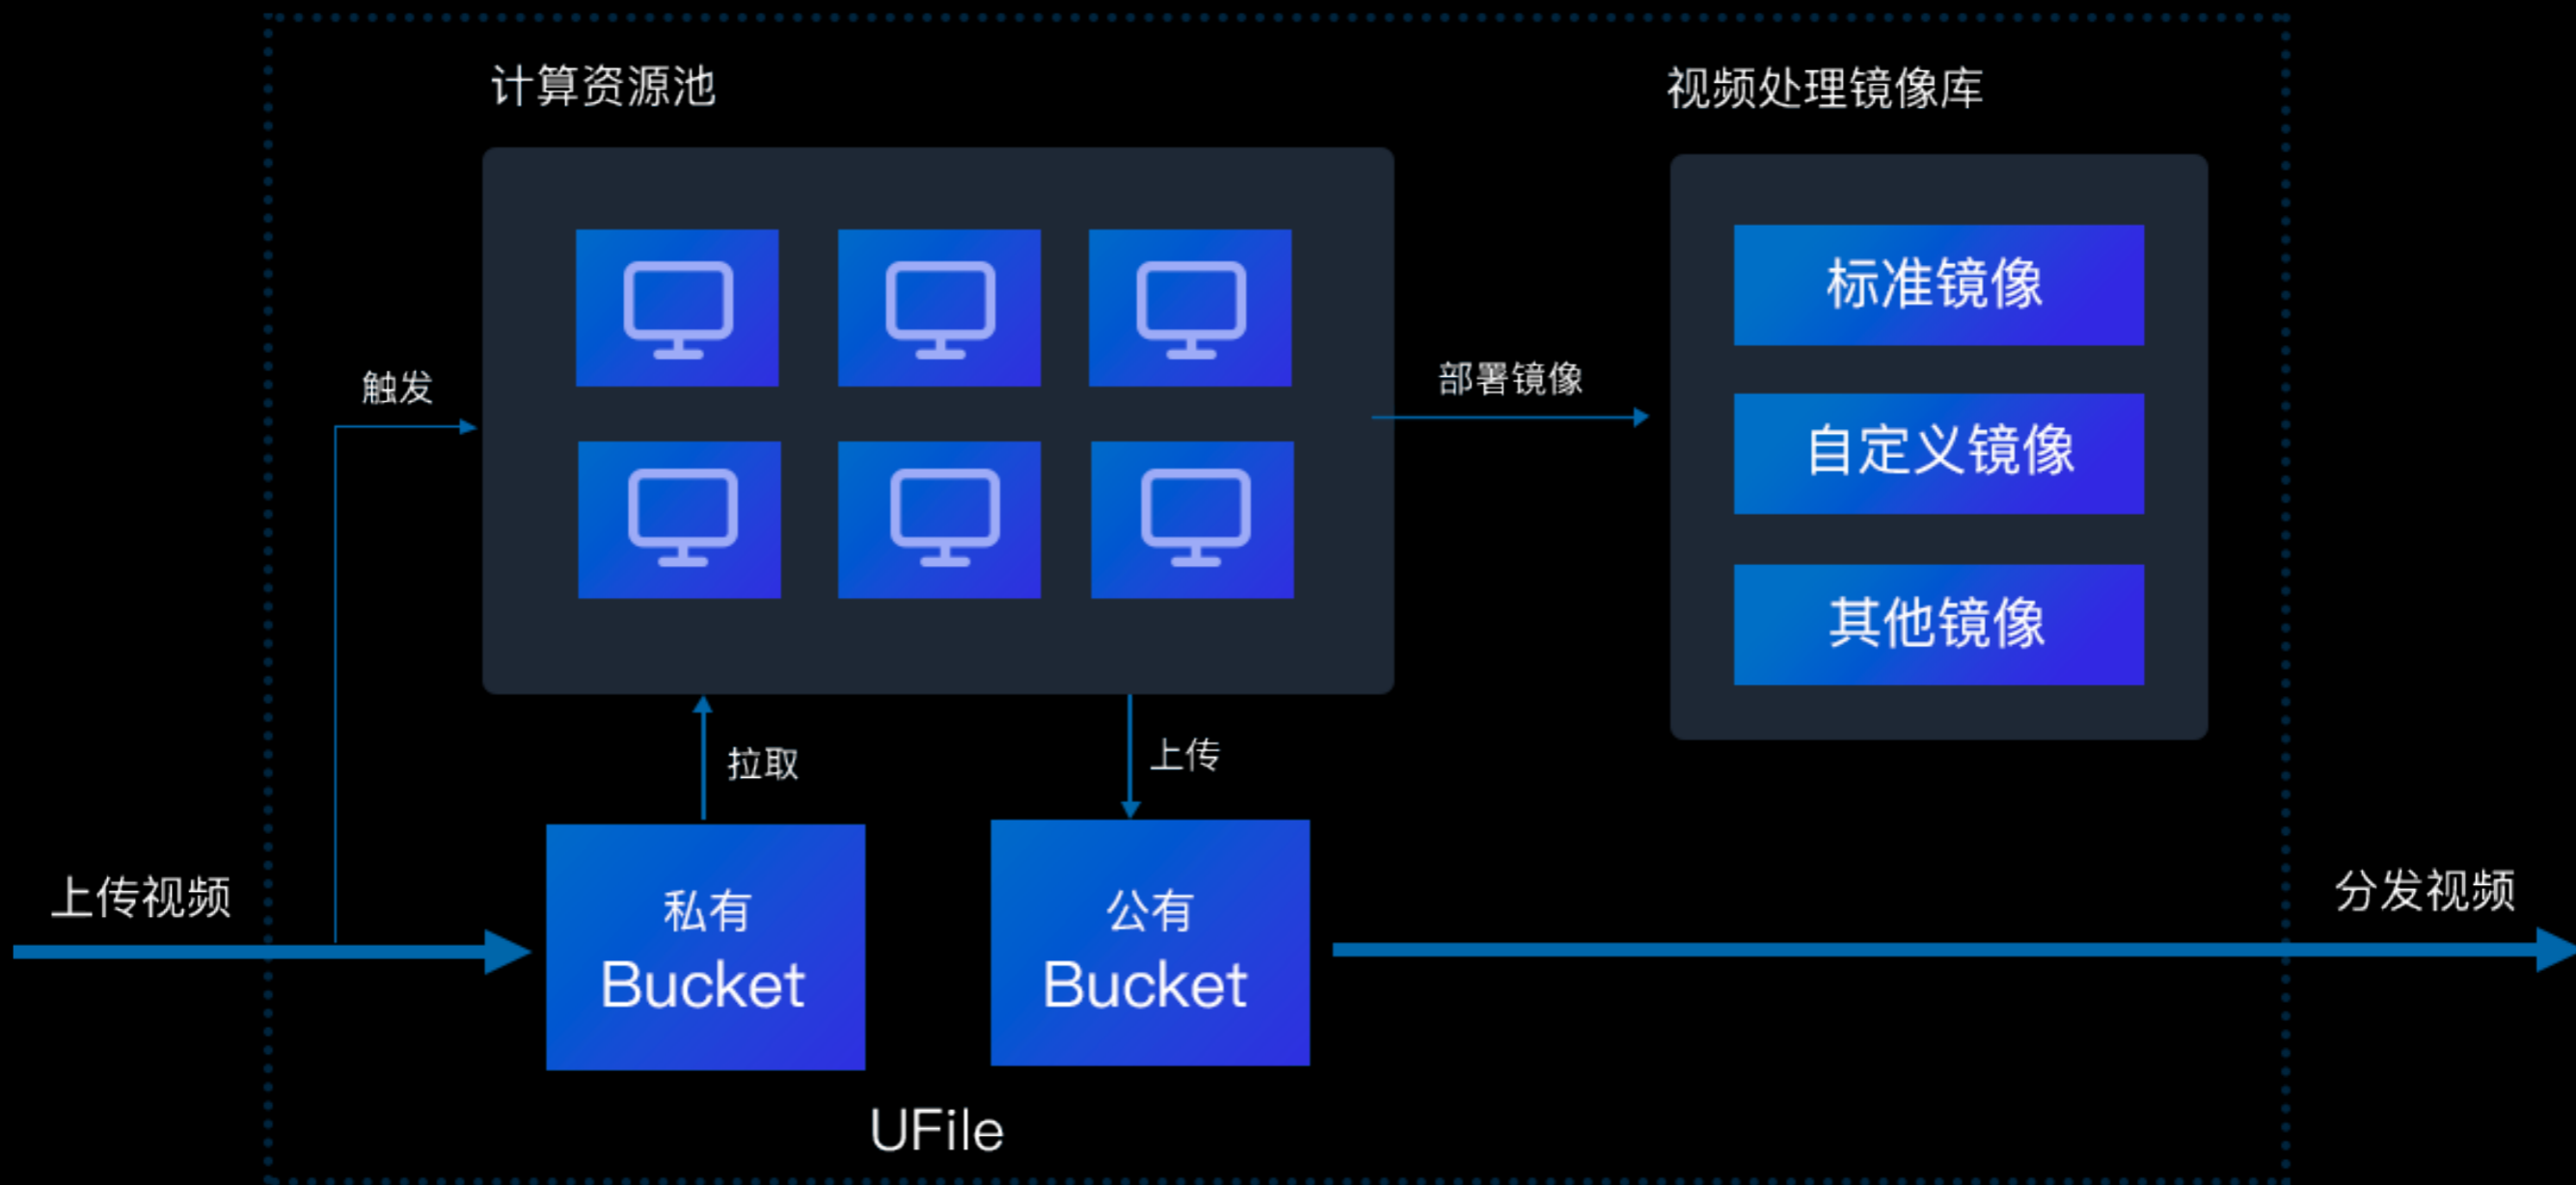 计算资源池
视频处理镜像库
标准镜像
触发
部署镜像
自定义镜像
其他镜像
拉取
上传
上传视频
私有
Bucket
公有
Bucket
分发视频
UFile